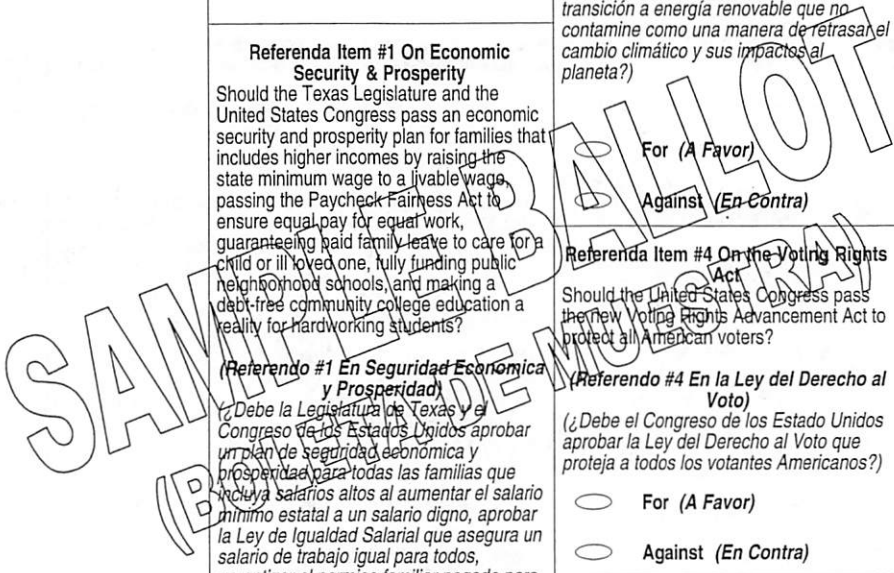 Referenda Item #1 On Economic
Security & Prosperity
Should the Texas Legislature and the
United States Congress pass an economic
security and prosperity plan for families that
includes higher incomes by raising the
state minimum wage to a livable wage,
passing the Paycheck Fairness Act to
ensure equal pay for equal work,
guaranteeing paid family leave to care for a
child or ill loved one, fully funding public
neighborhood schools, and making a
debt-free community college education a
reality for hardworking students?
(Referendo #1 En Seguridad Economica
y Prosperidad)
(¿Debe la Legislatura de Texas y el
Congreso de los Estados Unidos aprobar
un plan de seguridad económica y
prosperidad para todas las familias que
incluya salarios altos al aumentar el salario
mínimo estatal a un salario digno, aprobar
la Ley de Igualdad Salarial que asegura un
salario de trabajo igual para todos,
transición a energía renovable que no
contamine como una manera de retrasar el
cambio climático y sus impactos al
planeta?)
For (A Favor)
Against (En Contra)
Referenda Item #4 On the Voting Rights
Act
Should the United States Congress pass
the new Voting Rights Advancement Act to
protect all American voters?
(Referendo #4 En la Ley del Derecho al
Voto)
(¿Debe el Congreso de los Estado Unidos
aprobar la Ley del Derecho al Voto que
proteja a todos los votantes Americanos?)
For (A Favor)
Against (En Contra)
SAMPLE BALLOT
(BOLETA DE MUESTRA)